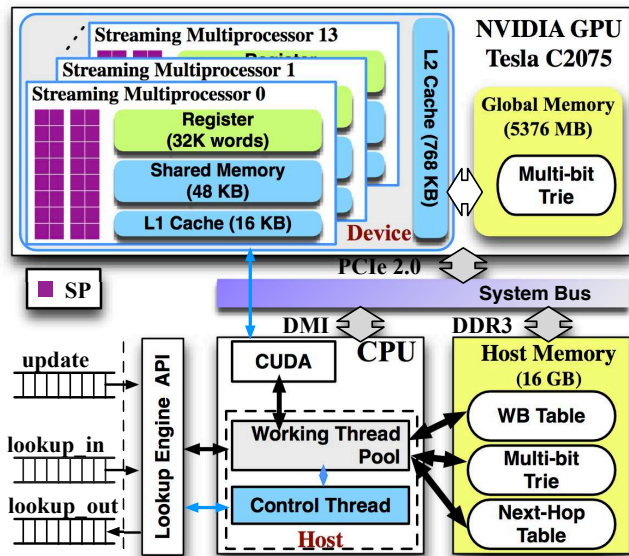 Streaming Multiprocessor 13
Register
Streaming Multiprocessor 1
Streaming Multiprocessor 0
Register
(32K words)
Shared Memory
(48 KB)
L1 Cache (16 KB)
L2 Cache (768 KB)
Device
NVIDIA GPU
Tesla C2075
Global Memory
(5376 MB)
Multi-bit
Trie
PCIe 2.0
SP
System Bus
DMI
DDR3
update
lookup_in
lookup_out
Lookup Engine API
CPU
CUDA
Working Thread
Pool
Control Thread
Host
Host Memory
(16 GB)
WB Table
Multi-bit
Trie
Next-Hop
Table